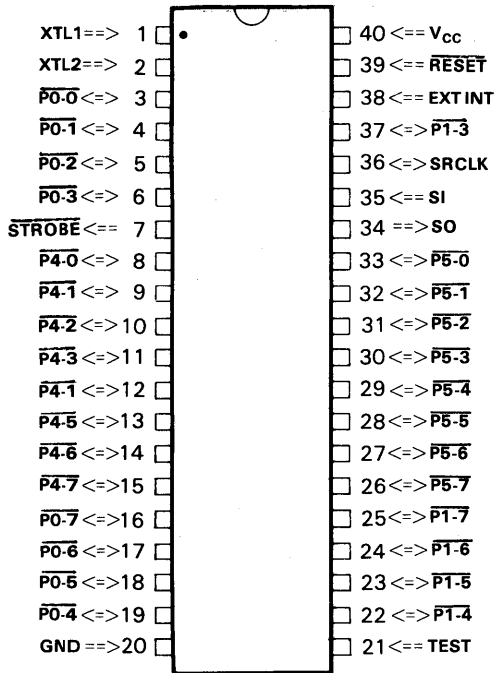 XTL1==> 1
XTL2==> 2
P0-0<=> 3
P0-1<=> 4
P0-2<=> 5
P0-3<=> 6
STROBE<== 7
P4-0<=> 8
P4-1<=> 9
P4-2<=>10
P4-3<=>11
P4-1<=>12
P4-5<=>13
P4-6<=>14
P4-7<=>15
P0-7<=>16
P0-6<=>17
P0-5<=>18
P0-4<=>19
GND==>20
40<==VCC
39<==RESET
38<==EXT INT
37<=>P1-3
36<=>SRCLK
35<==SI
34==>SO
33<=>P5-0
32<=>P5-1
31<=>P5-2
30<=>P5-3
29<=>P5-4
28<=>P5-5
27<=>P5-6
26<=>P5-7
25<=>P1-7
24<=>P1-6
23<=>P1-5
22<=>P1-4
21<==TEST